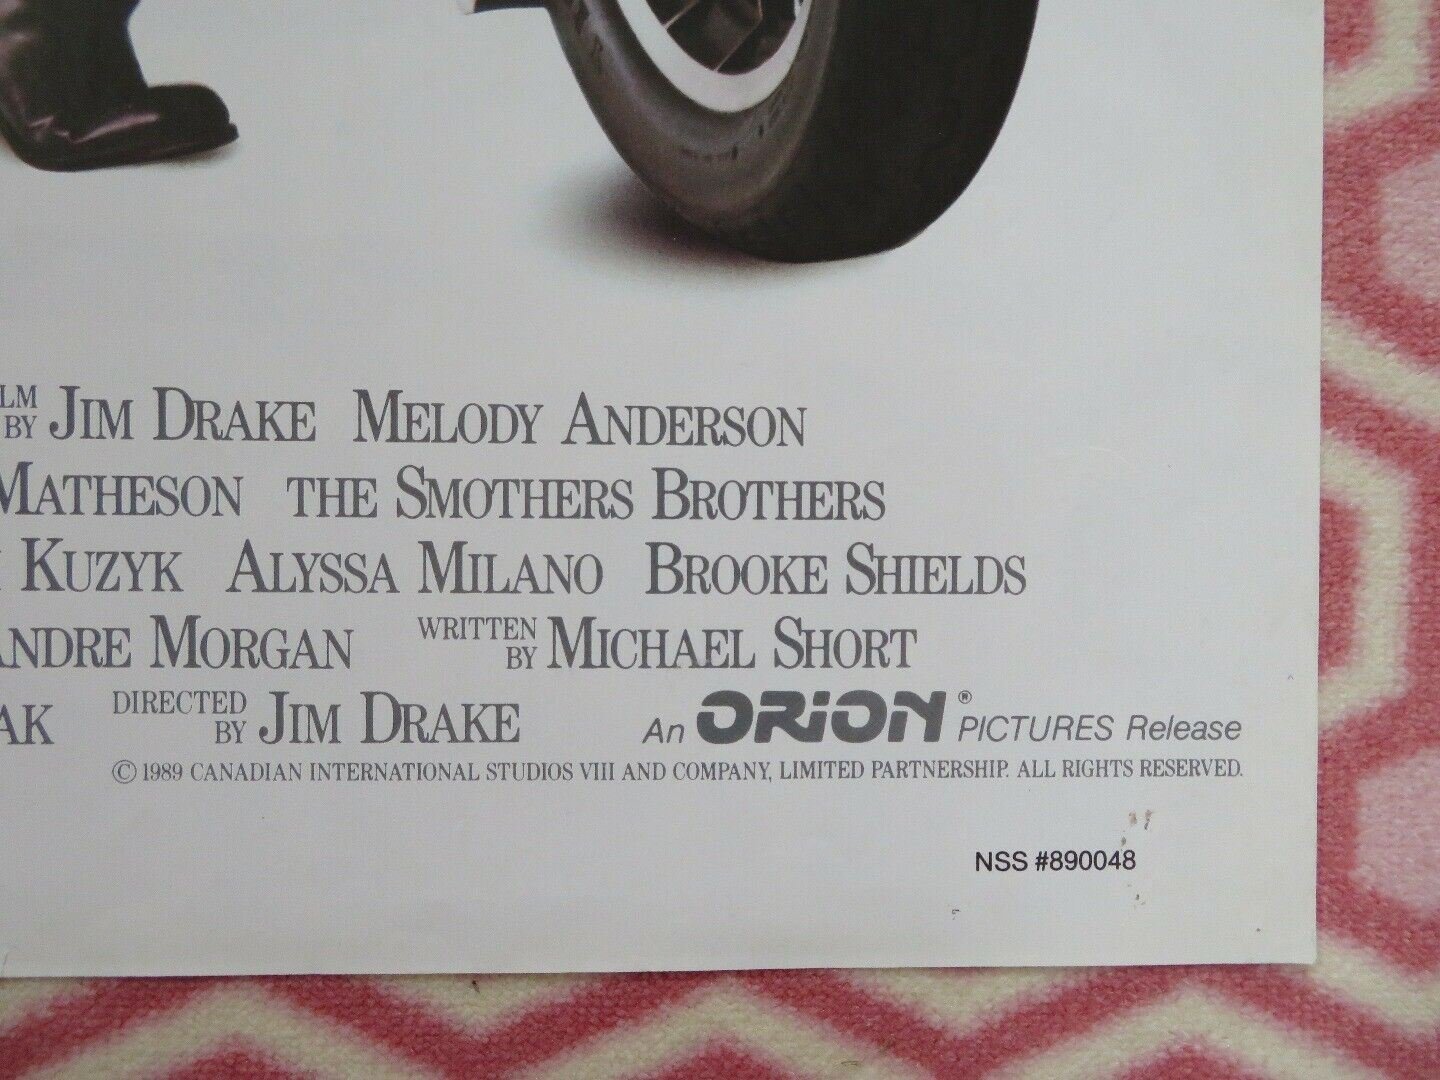 LM BY JIM DRAKE MELODY ANDERSON
MATHESON THE SMOTHERS BROTHERS
KUZYK ALYSSA MILANO BROOKE SHIELDS
ANDRE MORGAN WRITTEN BY MICHAEL SHORT
AK DIRECTED BY JIM DRAKE An ORION® PICTURES Release
© 1989 CANADIAN INTERNATIONAL STUDIOS VIII AND COMPANY, LIMITED PARTNERSHIP. ALL RIGHTS RESERVED.
NSS #890048